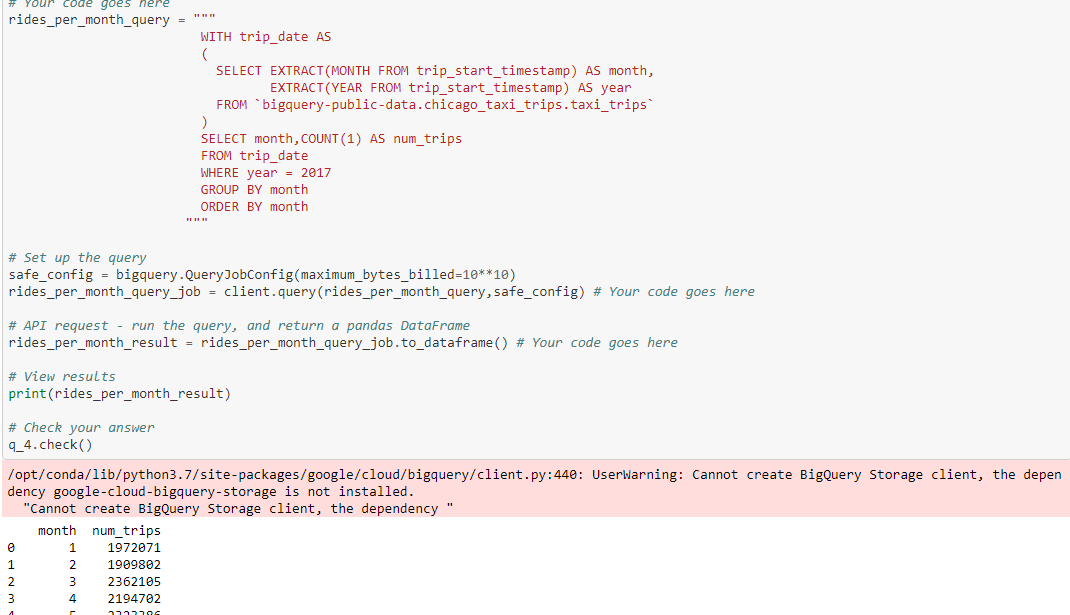 # Your code goes here
rides_per_month_query = """
WITH trip_date AS
(
SELECT EXTRACT(MONTH FROM trip_start_timestamp) AS month,
EXTRACT(YEAR FROM trip_start_timestamp) AS year
FROM `bigquery-public-data.chicago_taxi_trips.taxi_trips`
)
SELECT month,COUNT(1) AS num_trips
FROM trip_date
WHERE year = 2017
GROUP BY month
ORDER BY month
"""
# Set up the query
safe_config = bigquery.QueryJobConfig(maximum_bytes_billed=10**10)
rides_per_month_query_job = client.query(rides_per_month_query,safe_config) # Your code goes here
# API request - run the query, and return a pandas DataFrame
rides_per_month_result = rides_per_month_query_job.to_dataframe() # Your code goes here
# View results
print(rides_per_month_result)
# Check your answer
q_4.check()
/opt/conda/lib/python3.7/site-packages/google/cloud/bigquery/client.py:440: UserWarning: Cannot create BigQuery Storage client, the depen
dency google-cloud-bigquery-storage is not installed.
"Cannot create BigQuery Storage client, the dependency "
month num_trips
0 1 1972071
1 2 1909802
2 3 2362105
3 4 2194702
4 5